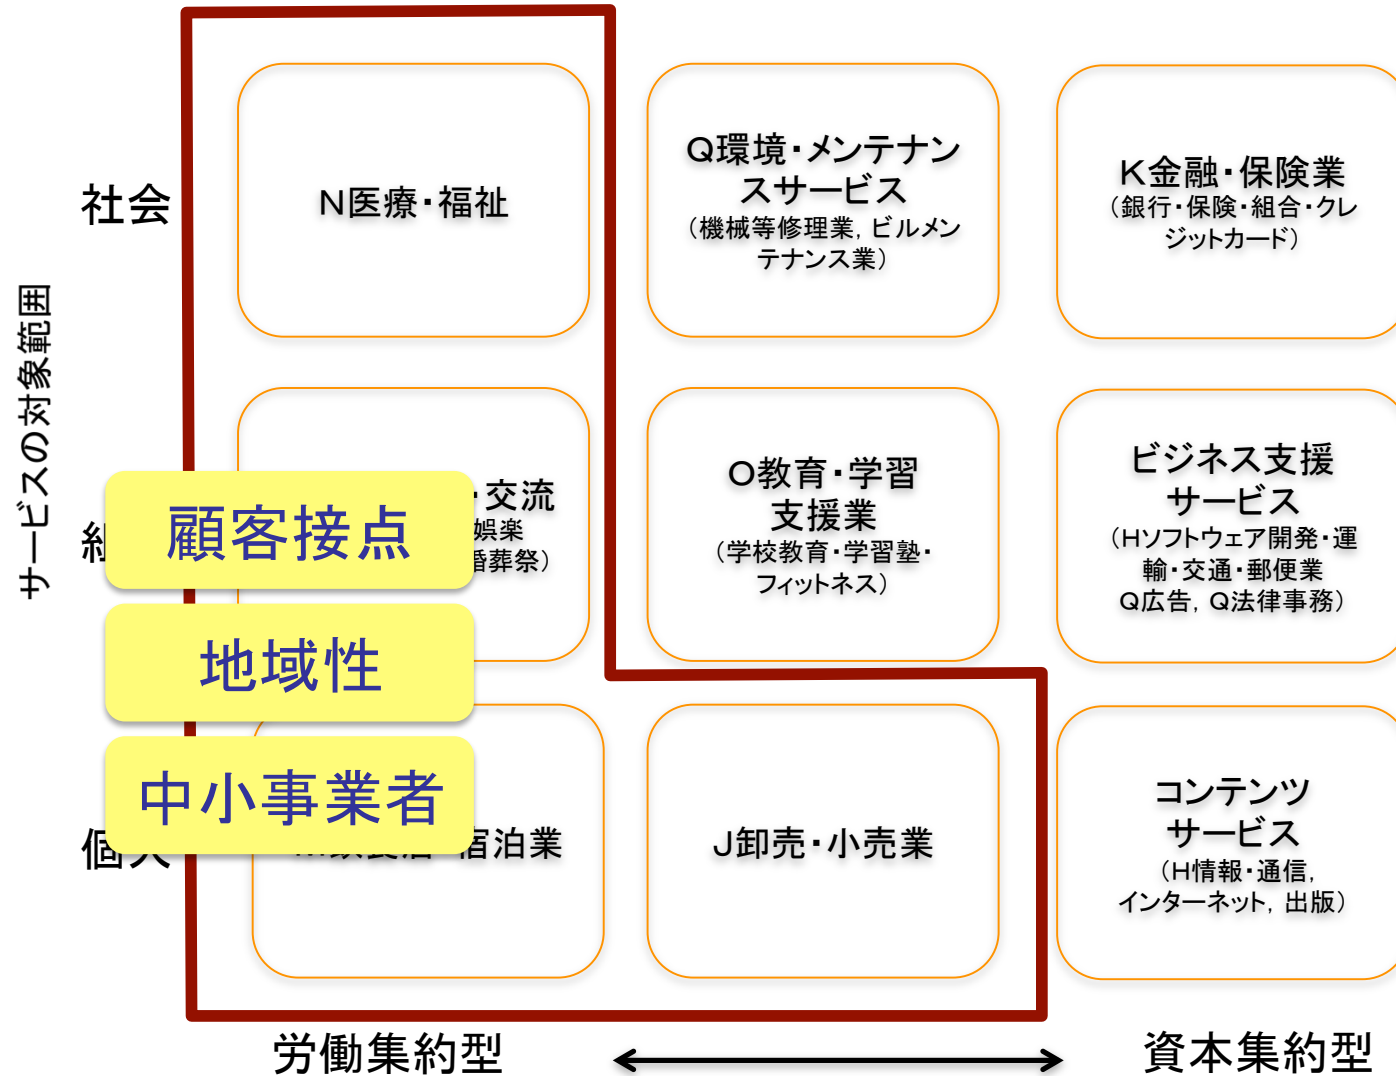 サービスの対象範囲
社会
N医療・福祉
Q環境・メンテナン
スサービス
（機械等修理業, ビルメン
テナンス業）
K金融・保険業
（銀行・保険・組合・クレ
ジットカード）
・交流
娯楽
婚葬祭）
O教育・学習
支援業
（学校教育・学習塾・
フィットネス）
ビジネス支援
サービス
（Hソフトウェア開発・運
輸・交通・郵便業
Q広告, Q法律事務）
顧客接点
地域性
中小事業者
個人
宿泊業
J卸売・小売業
コンテンツ
サービス
（H情報・通信,
インターネット, 出版）
労働集約型
資本集約型